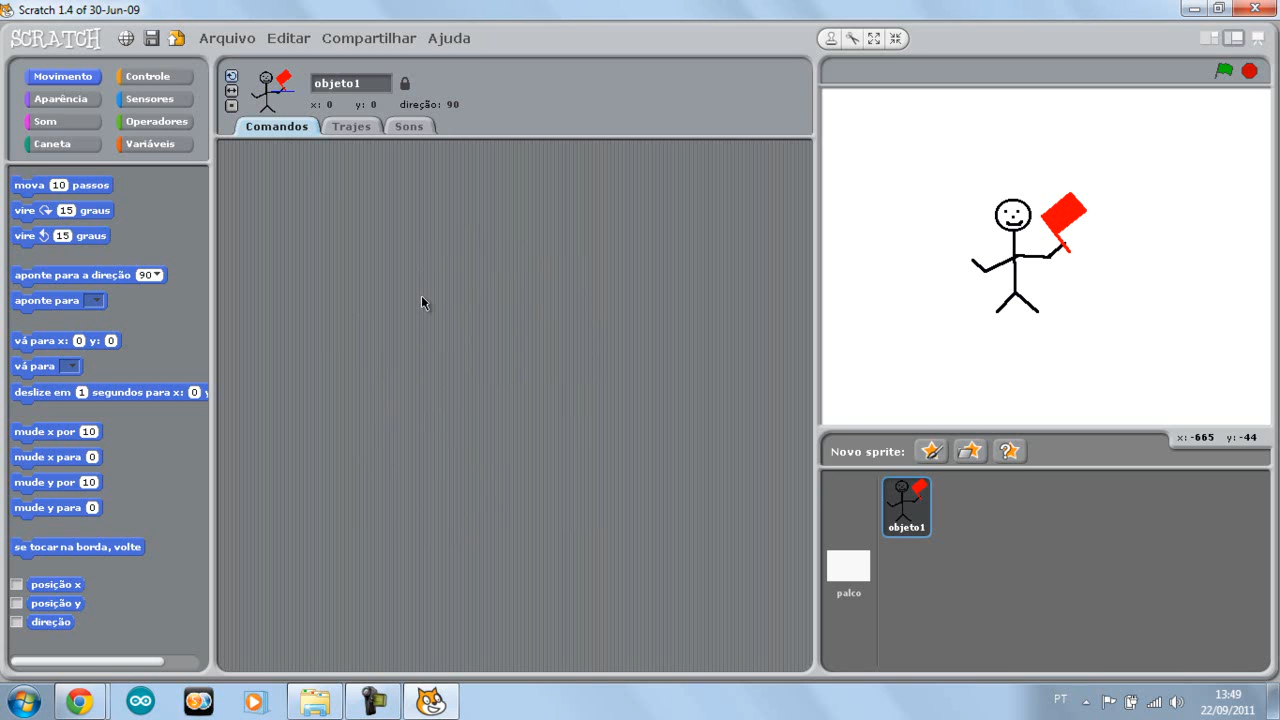 Scratch 1.4 of 30-Jun-09
SCRATCH Arquivo Editar Compartilhar Ajuda
Movimento Controle
Aparência Sensores
Som Operadores
Caneta Variáveis
mova 10 passos
vire 15 graus
vire 15 graus
aponte para a direção 90
aponte para
vá para x: 0 y: 0
vá para
deslize em 1 segundos para x: 0 y
mude x por 10
mude x para 0
mude y por 10
mude y para 0
se tocar na borda, volte
posição x
posição y
direção
objeto1
x: 0 y: 0 direção: 90
Comandos Trajes Sons
x: -665 y: -44
Novo sprite:
objeto1
palco
PT
13:49
22/09/2011